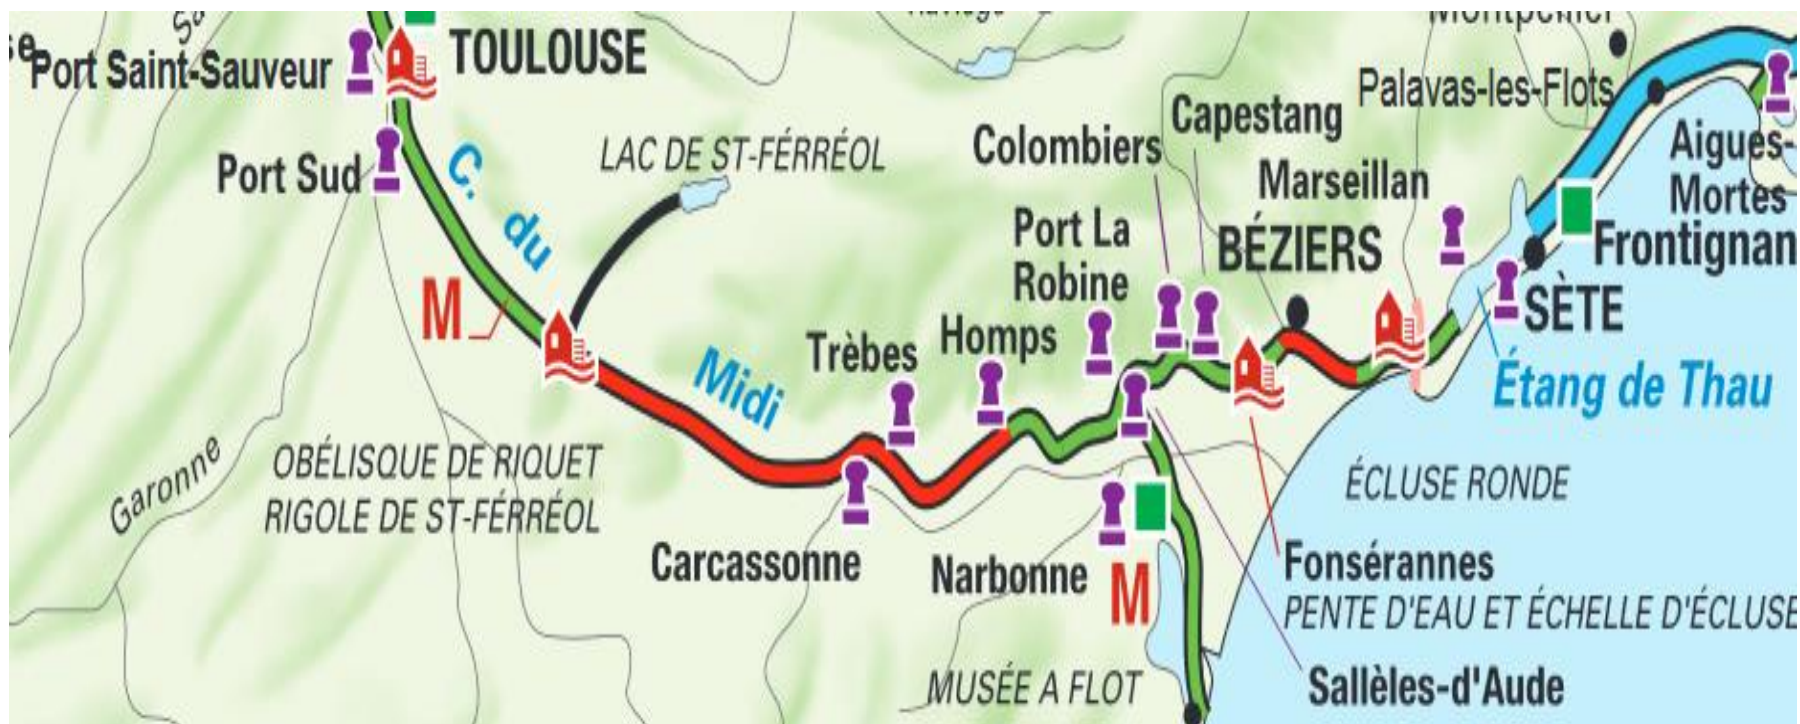 Port Saint-Sauveur
TOULOUSE
Port Sud
LAC DE ST-FÉRRÉOL
C. du
Midi
M
Colombiers
Capestang
Montpellier
Palavas-les-Flots
Aigues-
Mortes
Marseillan
Port La
Robine
BÉZIERS
Frontignan
SÈTE
Étang de Thau
Trèbes
Homps
Garonne
OBÉLISQUE DE RIQUET
RIGOLE DE ST-FÉRRÉOL
Carcassonne
Narbonne
M
MUSÉE A FLOT
ÉCLUSE RONDE
Fonsérannes
PENTE D'EAU ET ÉCHELLE D'ÉCLUSE
Sallèles-d'Aude